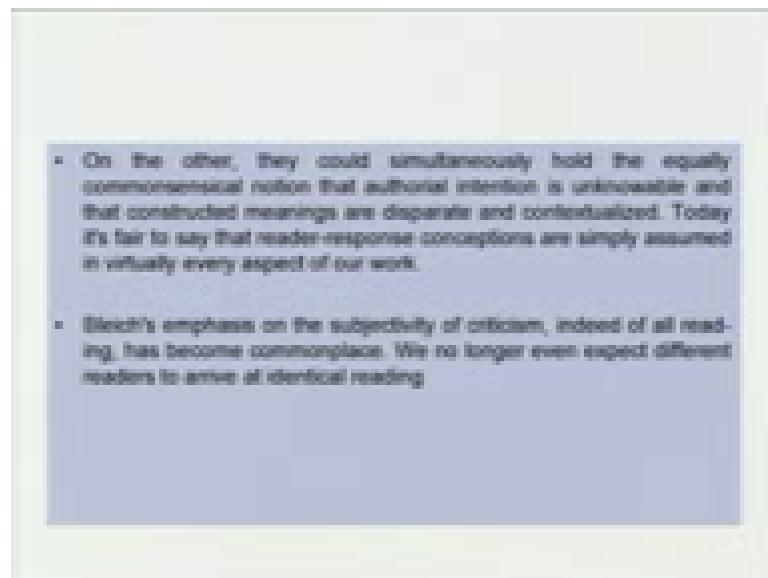 • On the other, they could simultaneously hold the equally
commonsensical notion that authorial intention is unknowable and
that constructed meanings are disparate and contextualized. Today
it's fair to say that reader-response conceptions are simply assumed
in virtually every aspect of our work.
• Bleich's emphasis on the subjectivity of criticism, indeed of all read-
ing, has become commonplace. We no longer even expect different
readers to arrive at identical reading